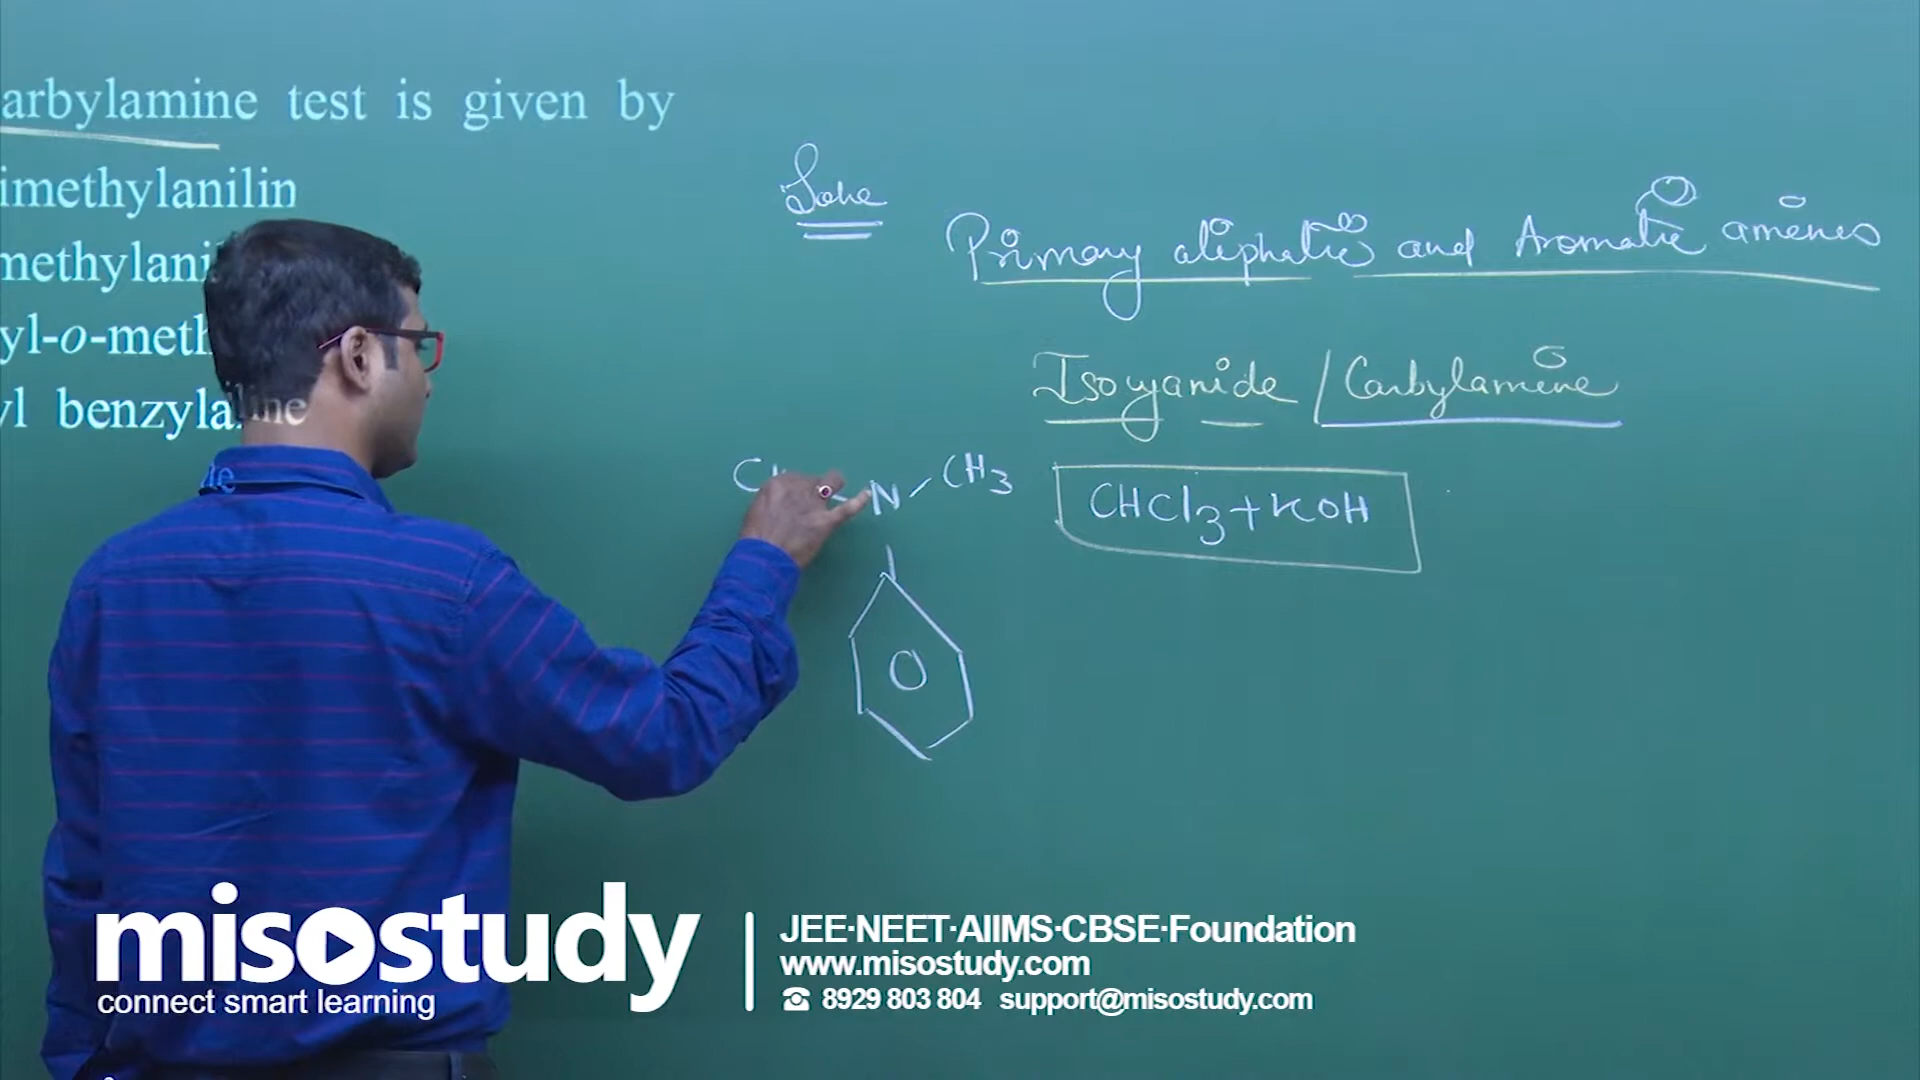 arbylamine test is given by
imethylanilin
methylani
yl-o-meth
yl benzylamine
Solve
Primary aliphatic and Aromatic amines
Isocyanide / Carbylamine
N CH3
CHCl3+KOH
misostudy
connect smart learning
JEE·NEET·AIIMS·CBSE·Foundation
www.misostudy.com
8929 803 804 support@misostudy.com